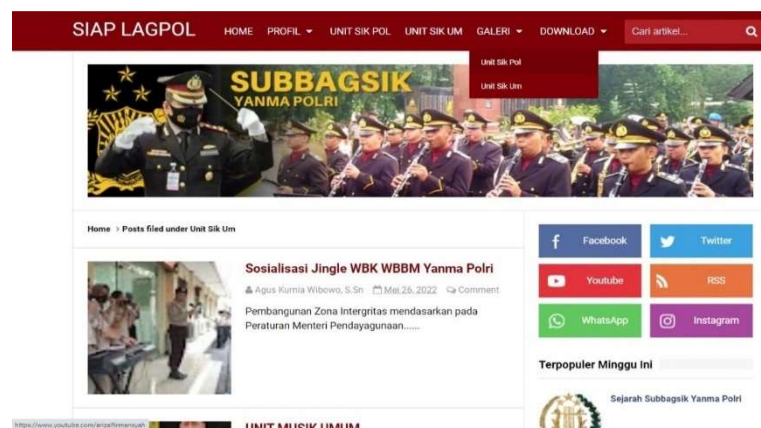 SIAP LAGPOL
HOME PROFIL UNIT SIK POL UNIT SIK UM GALERI DOWNLOAD Cari artikel...
Unit Sik Pol
Unit Sik Um
SUBBAGSIK
YANMA POLRI
Home > Posts filed under Unit Sik Um
Sosialisasi Jingle WBK WBBM Yanma Polri
Agus Kurnia Wibowo, S.Sn Mei 26, 2022 Comment
Pembangunan Zona Intergritas mendasarkan pada
Peraturan Menteri Pendayagunaan......
UNIT MUSIK UMUM
Facebook Twitter
Youtube RSS
WhatsApp Instagram
Terpopuler Minggu Ini
Sejarah Subbagsik Yanma Polri
https://www.youtube.com/arizalfirmansyah